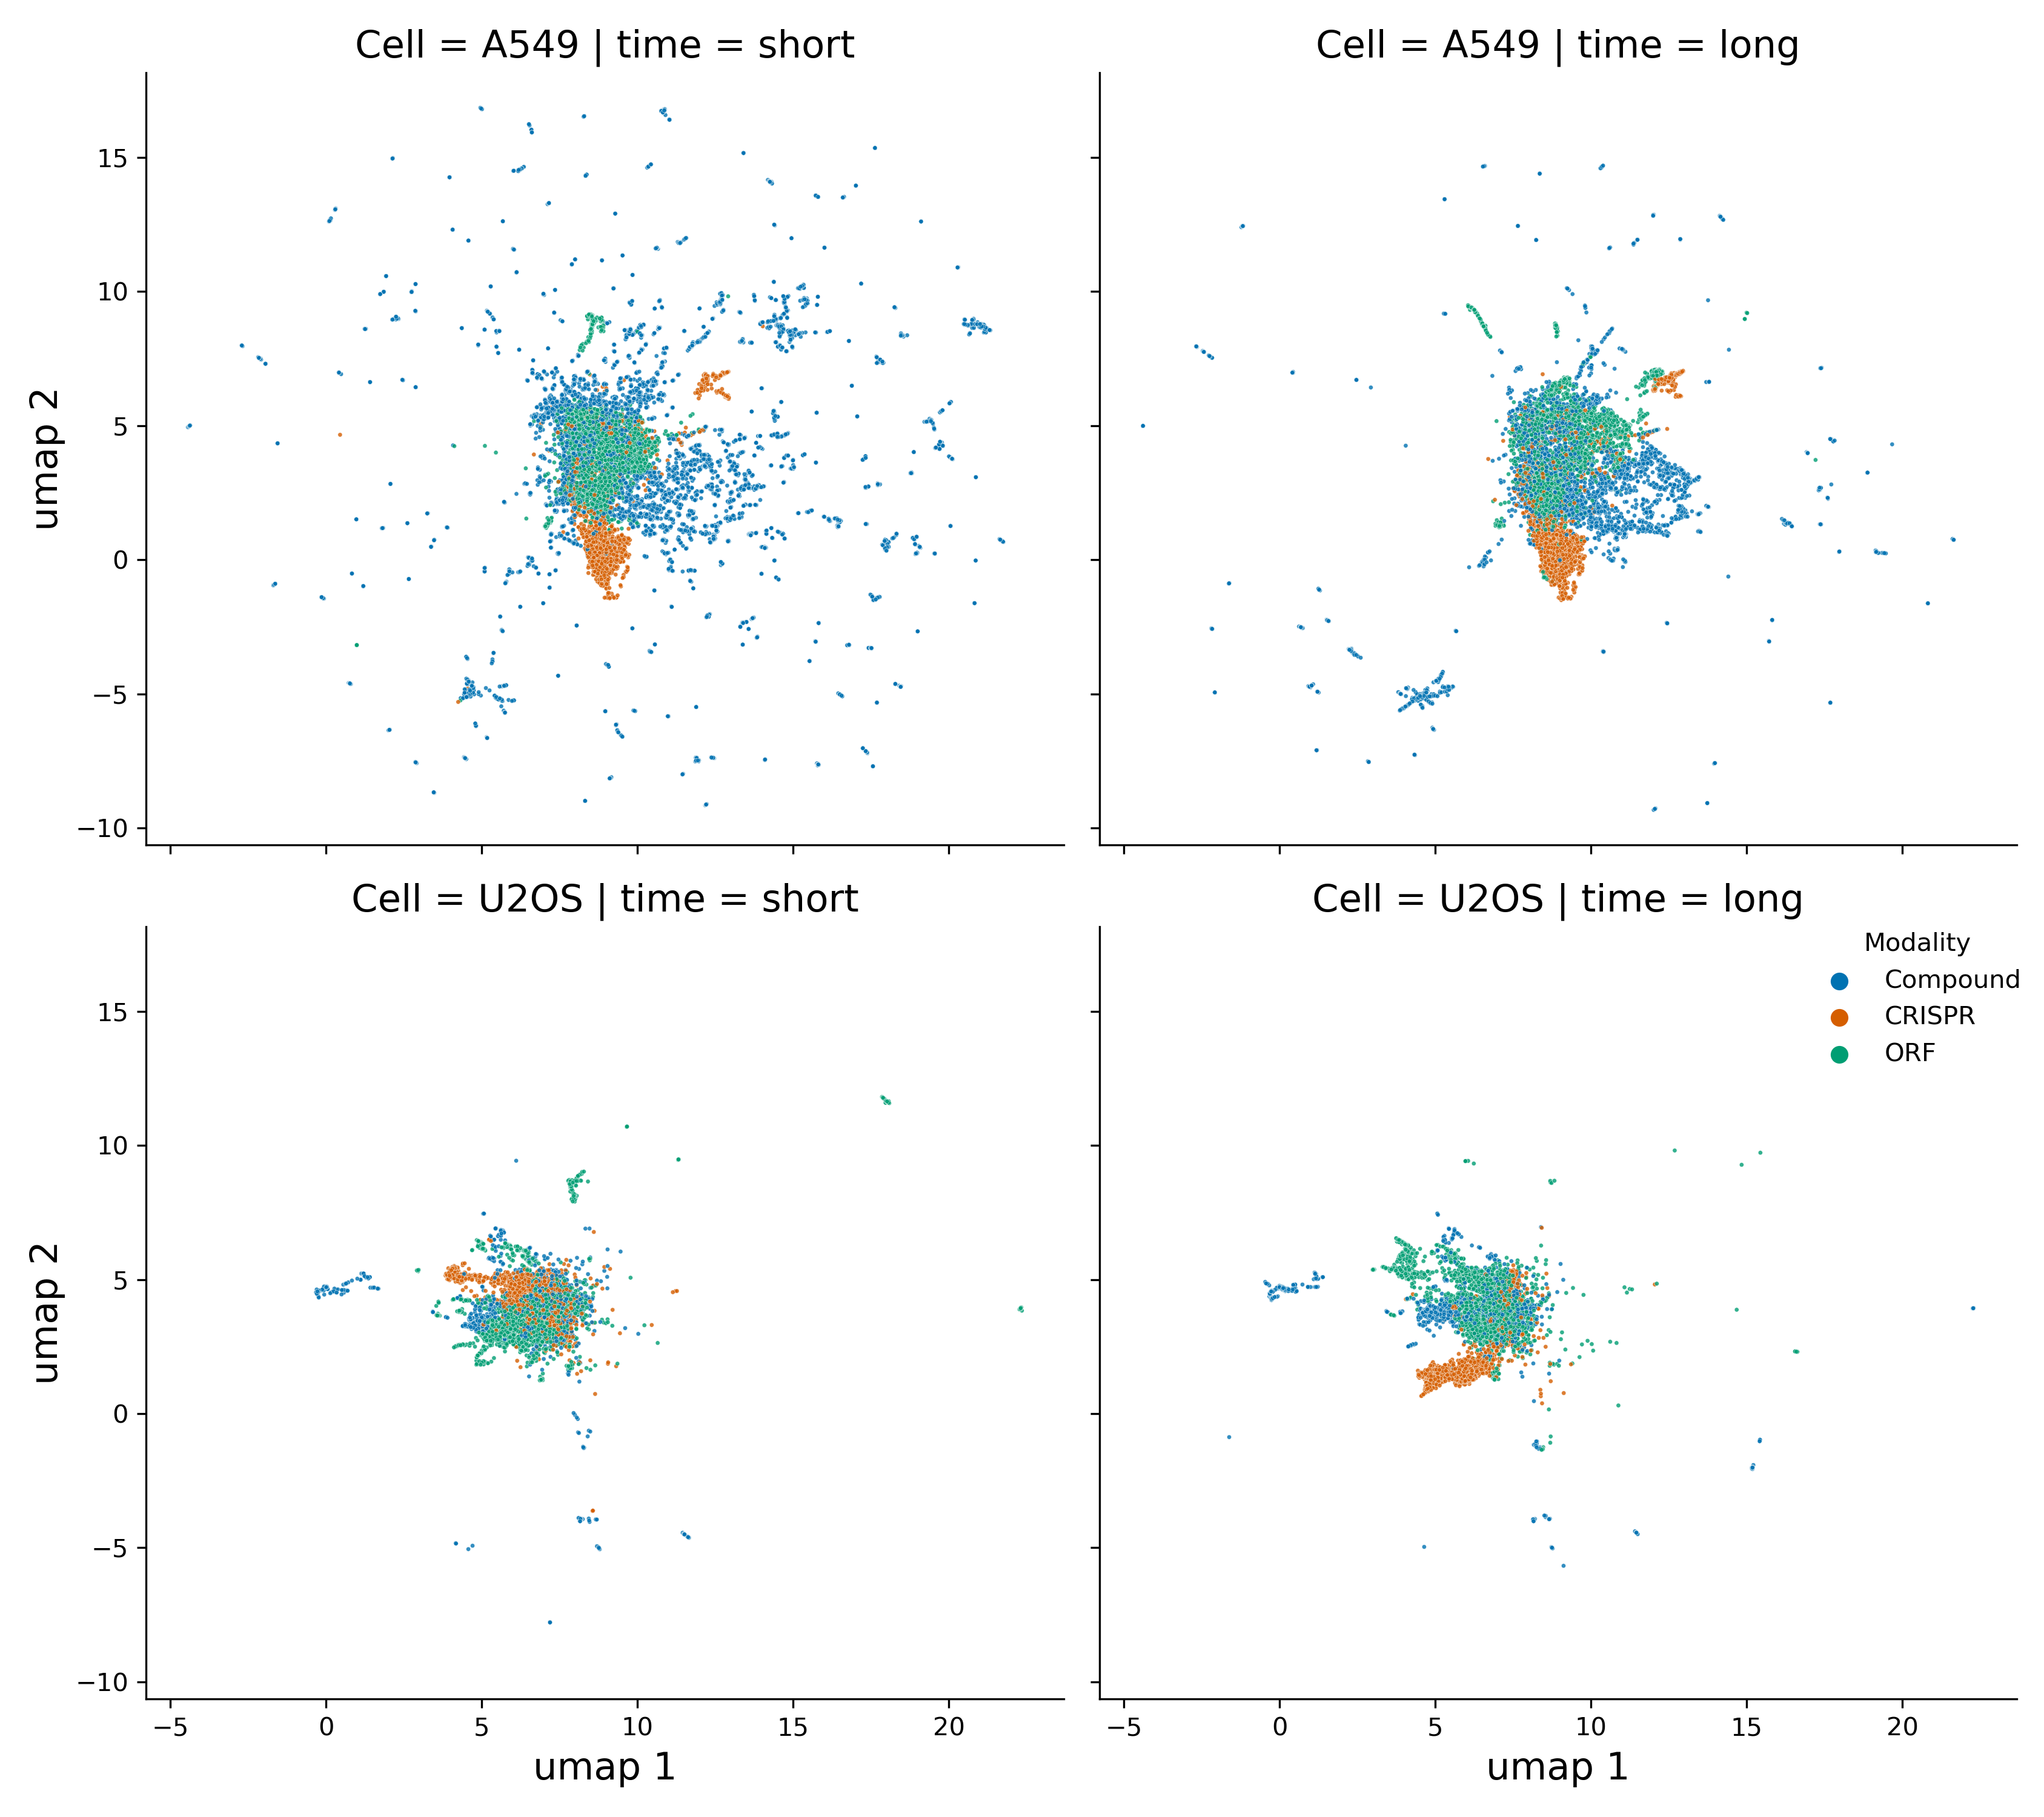 Cell = A549 | time = short
Cell = A549 | time = long
umap 2
15
10
5
0
−5
−10
Cell = U2OS | time = short
Cell = U2OS | time = long
Modality
Compound
CRISPR
ORF
umap 2
15
10
5
0
−5
−10
−5 0 5 10 15 20
−5 0 5 10 15 20
umap 1
umap 1